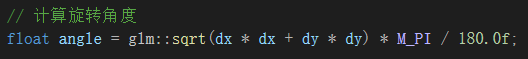 // 计算旋转角度
float angle = glm::sqrt(dx * dx + dy * dy) * M_PI / 180.0f;